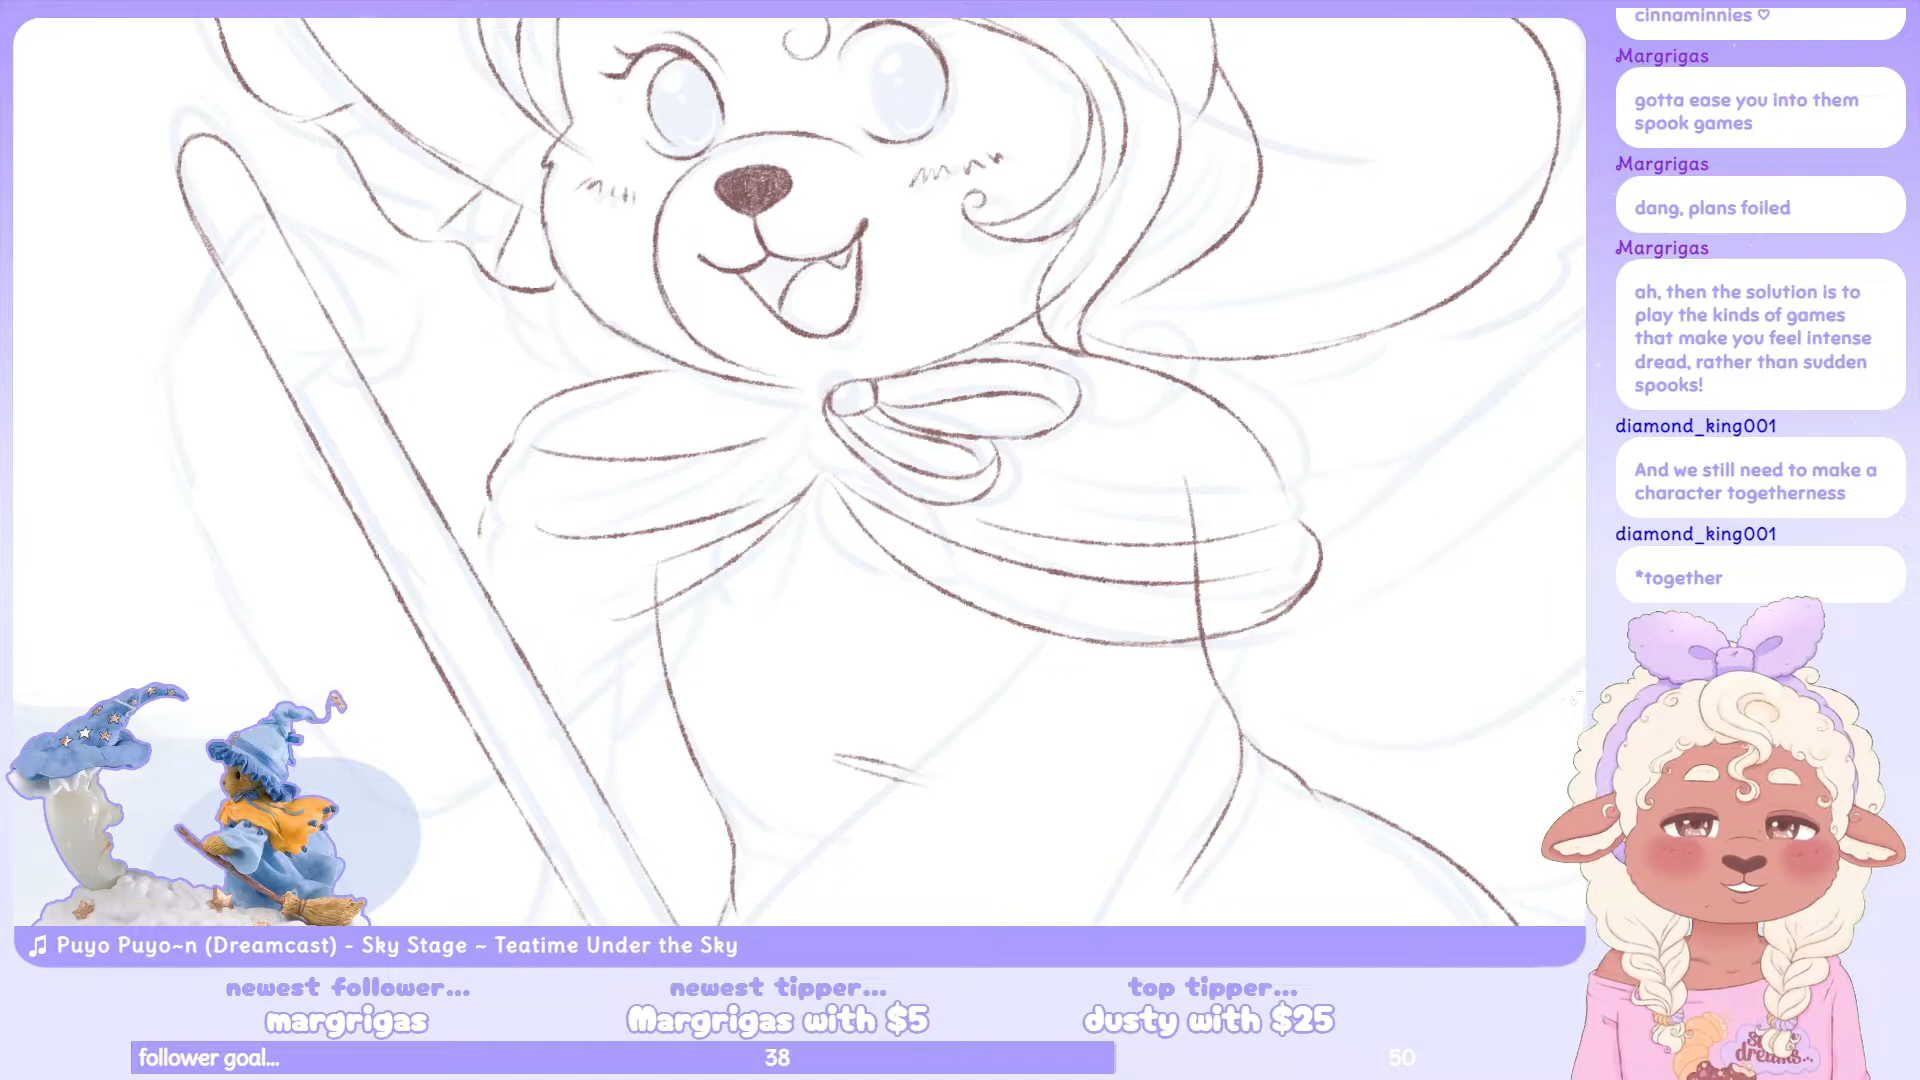 cinnaminnies ♡
Margrigas
gotta ease you into them
spook games
Margrigas
dang, plans foiled
Margrigas
ah, then the solution is to
play the kinds of games
that make you feel intense
dread, rather than sudden
spooks!
diamond_king001
And we still need to make a
character togetherness
diamond_king001
*together
♫ Puyo Puyo~n (Dreamcast) - Sky Stage ~ Teatime Under the Sky
newest follower...
margrigas
newest tipper...
Margrigas with $5
top tipper...
dusty with $25
follower goal...
38
50
dreams...